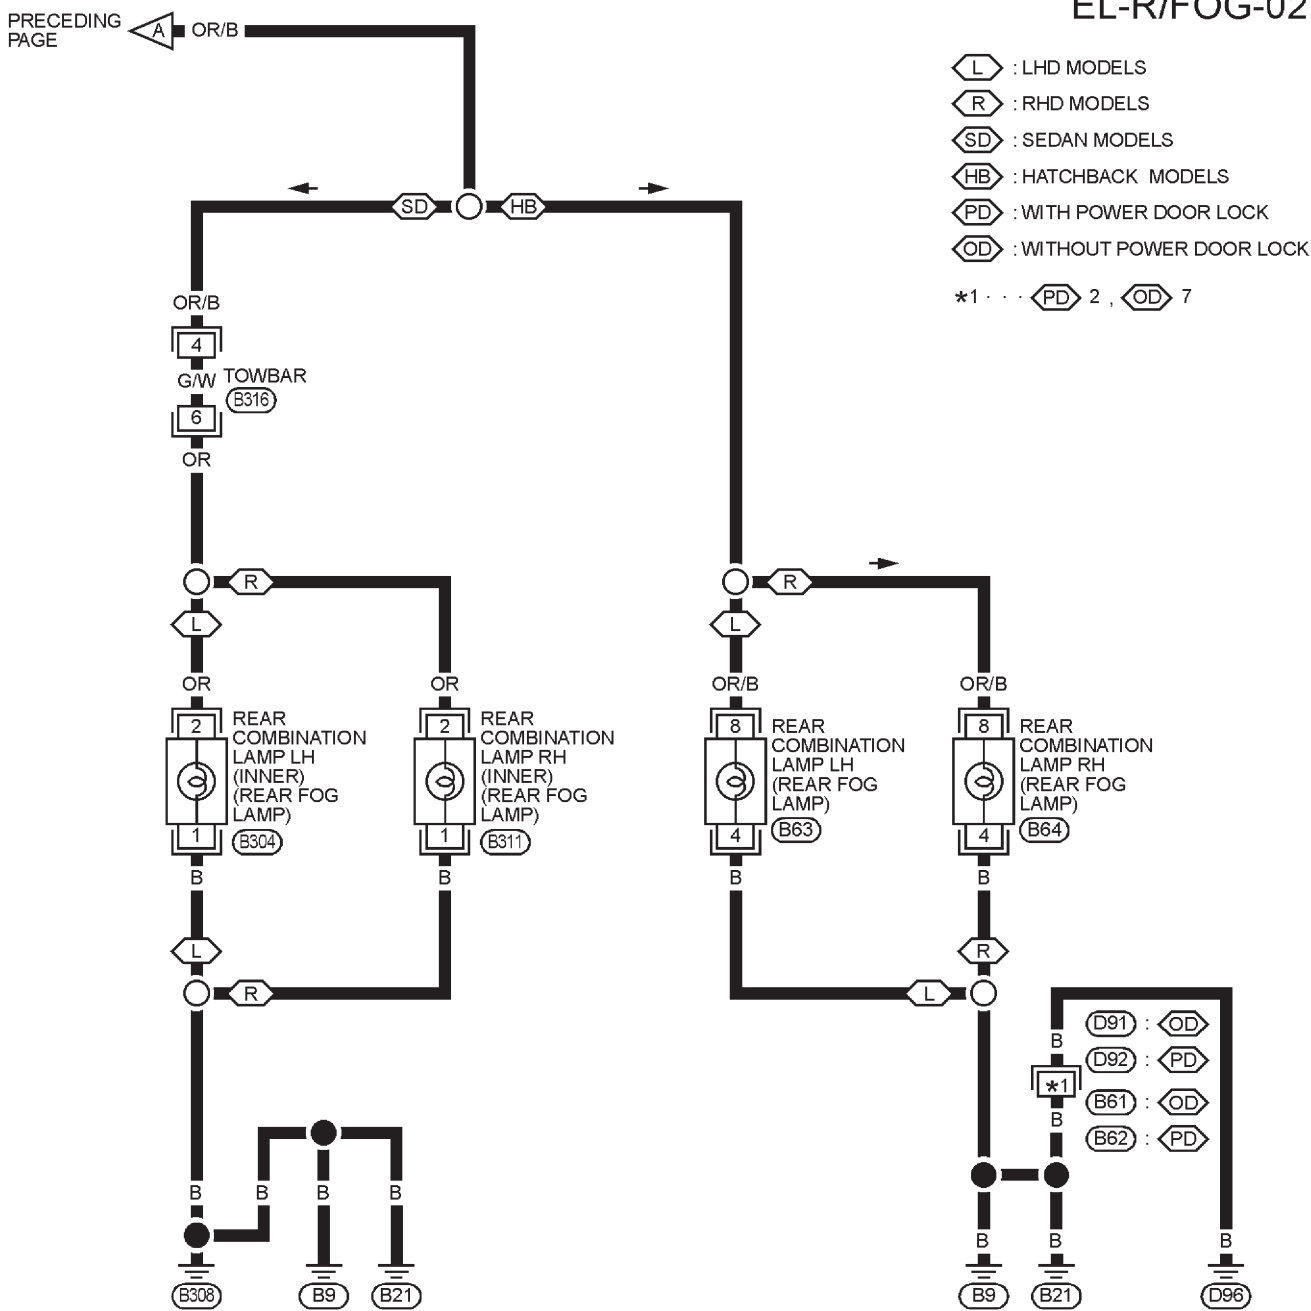 EL-R/FOG-02
PRECEDING
PAGE
A
OR/B
L : LHD MODELS
R : RHD MODELS
SD : SEDAN MODELS
HB : HATCHBACK MODELS
PD : WITH POWER DOOR LOCK
OD : WITHOUT POWER DOOR LOCK
*1 · · · PD 2 , OD 7
SD
HB
OR/B
4
G/W
TOWBAR
B316
6
OR
R
L
R
L
OR
OR
OR/B
OR/B
2
REAR
COMBINATION
LAMP LH
(INNER)
(REAR FOG
LAMP)
1
B304
2
REAR
COMBINATION
LAMP RH
(INNER)
(REAR FOG
LAMP)
1
B311
8
REAR
COMBINATION
LAMP LH
(REAR FOG
LAMP)
4
B63
8
REAR
COMBINATION
LAMP RH
(REAR FOG
LAMP)
4
B64
B
B
B
B
L
R
R
L
B
D91 : OD
D92 : PD
*1
B61 : OD
B62 : PD
B
B
B
B
B
B
B
B
B308
B9
B21
B9
B21
D96